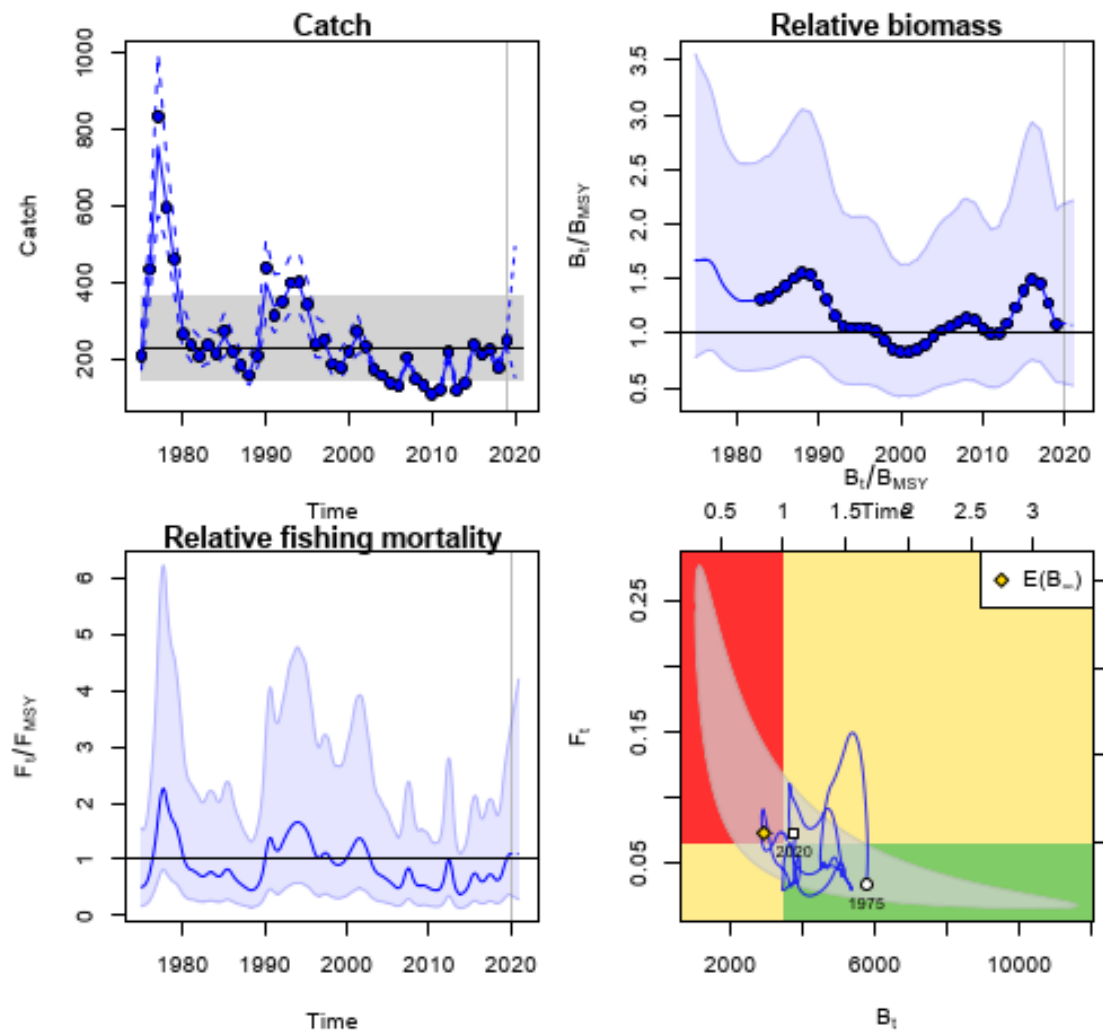 Catch
Catch
200 400 600 800 1000
1980 1990 2000 2010 2020
Time
Relative biomass
Bt/BMSY
0.5 1.0 1.5 2.0 2.5 3.0 3.5
1980 1990 2000 2010 2020
Time
Relative fishing mortality
Ft/FMSY
0 1 2 3 4 5 6
1980 1990 2000 2010 2020
Time
Bt/BMSY
0.5 1 1.5 2 2.5 3
Ft
0.05 0.15 0.25
E(B∞)
2020
1975
2000 6000 10000
Bt